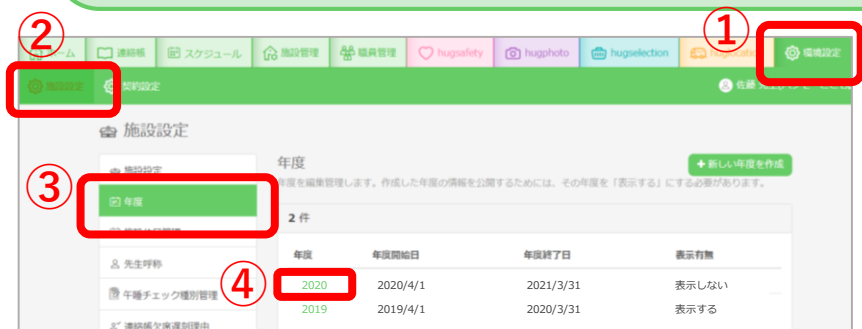 ① ②
連絡帳 スケジュール 施設管理 職員管理 hugsafety hugphoto hugselection 環境設定
施設設定 契約設定
施設設定
施設設定
年度
+新しい年度を作成
年度を編集管理します。作成した年度の情報を公開するためには、その年度を「表示する」にする必要があります。
③
年度
2 件
先生呼称
年度 年度開始日 年度終了日 表示有無
④
2020 2020/4/1 2021/3/31 表示しない
午睡チェック種別管理
2019 2019/4/1 2020/3/31 表示する
連絡帳欠席遅刻理由